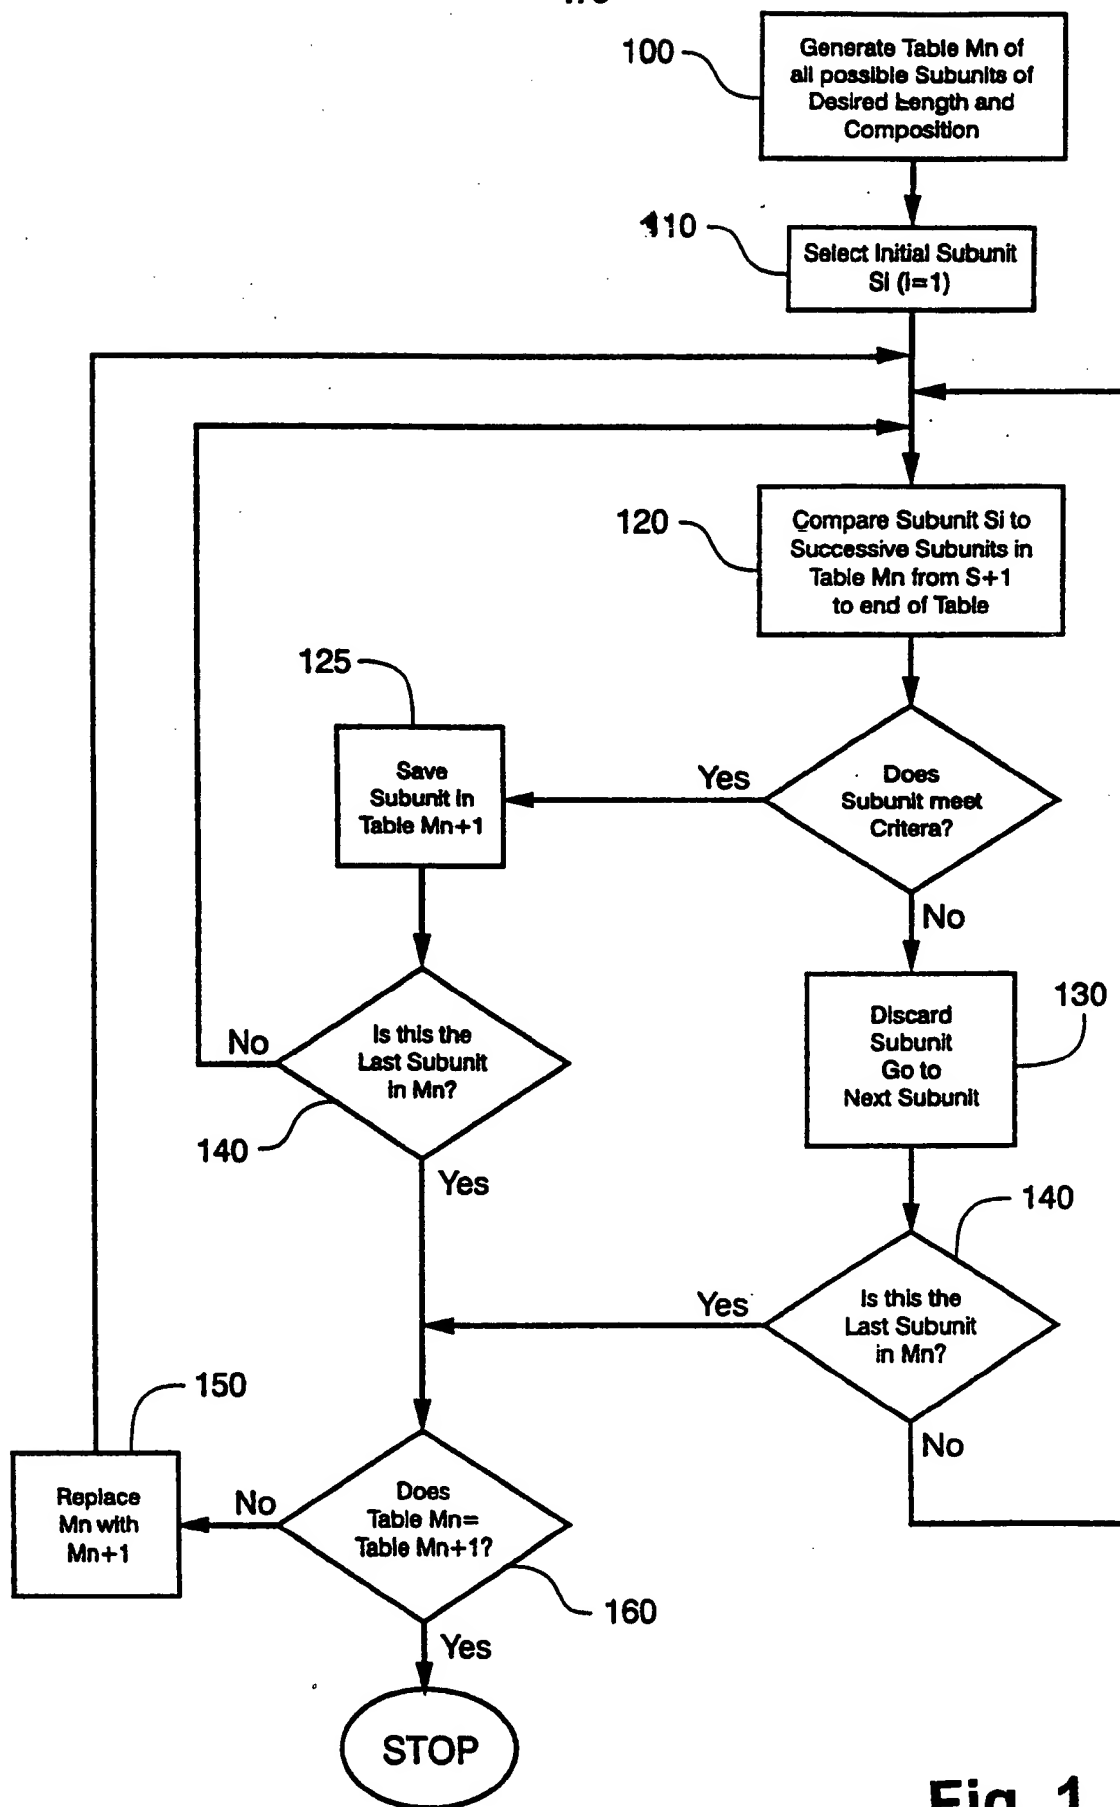 100
Generate Table Mn of
all possible Subunits of
Desired Length and
Composition
110
Select Initial Subunit
Si (i=1)
120
Compare Subunit Si to
Successive Subunits in
Table Mn from S+1
to end of Table
125
Save
Subunit in
Table Mn+1
Yes
Does
Subunit meet
Critera?
No
130
Discard
Subunit
Go to
Next Subunit
No
Is this the
Last Subunit
in Mn?
140
Yes
140
Yes
Is this the
Last Subunit
in Mn?
No
150
Replace
Mn with
Mn+1
No
Does
Table Mn=
Table Mn+1?
160
Yes
STOP
Fig. 1